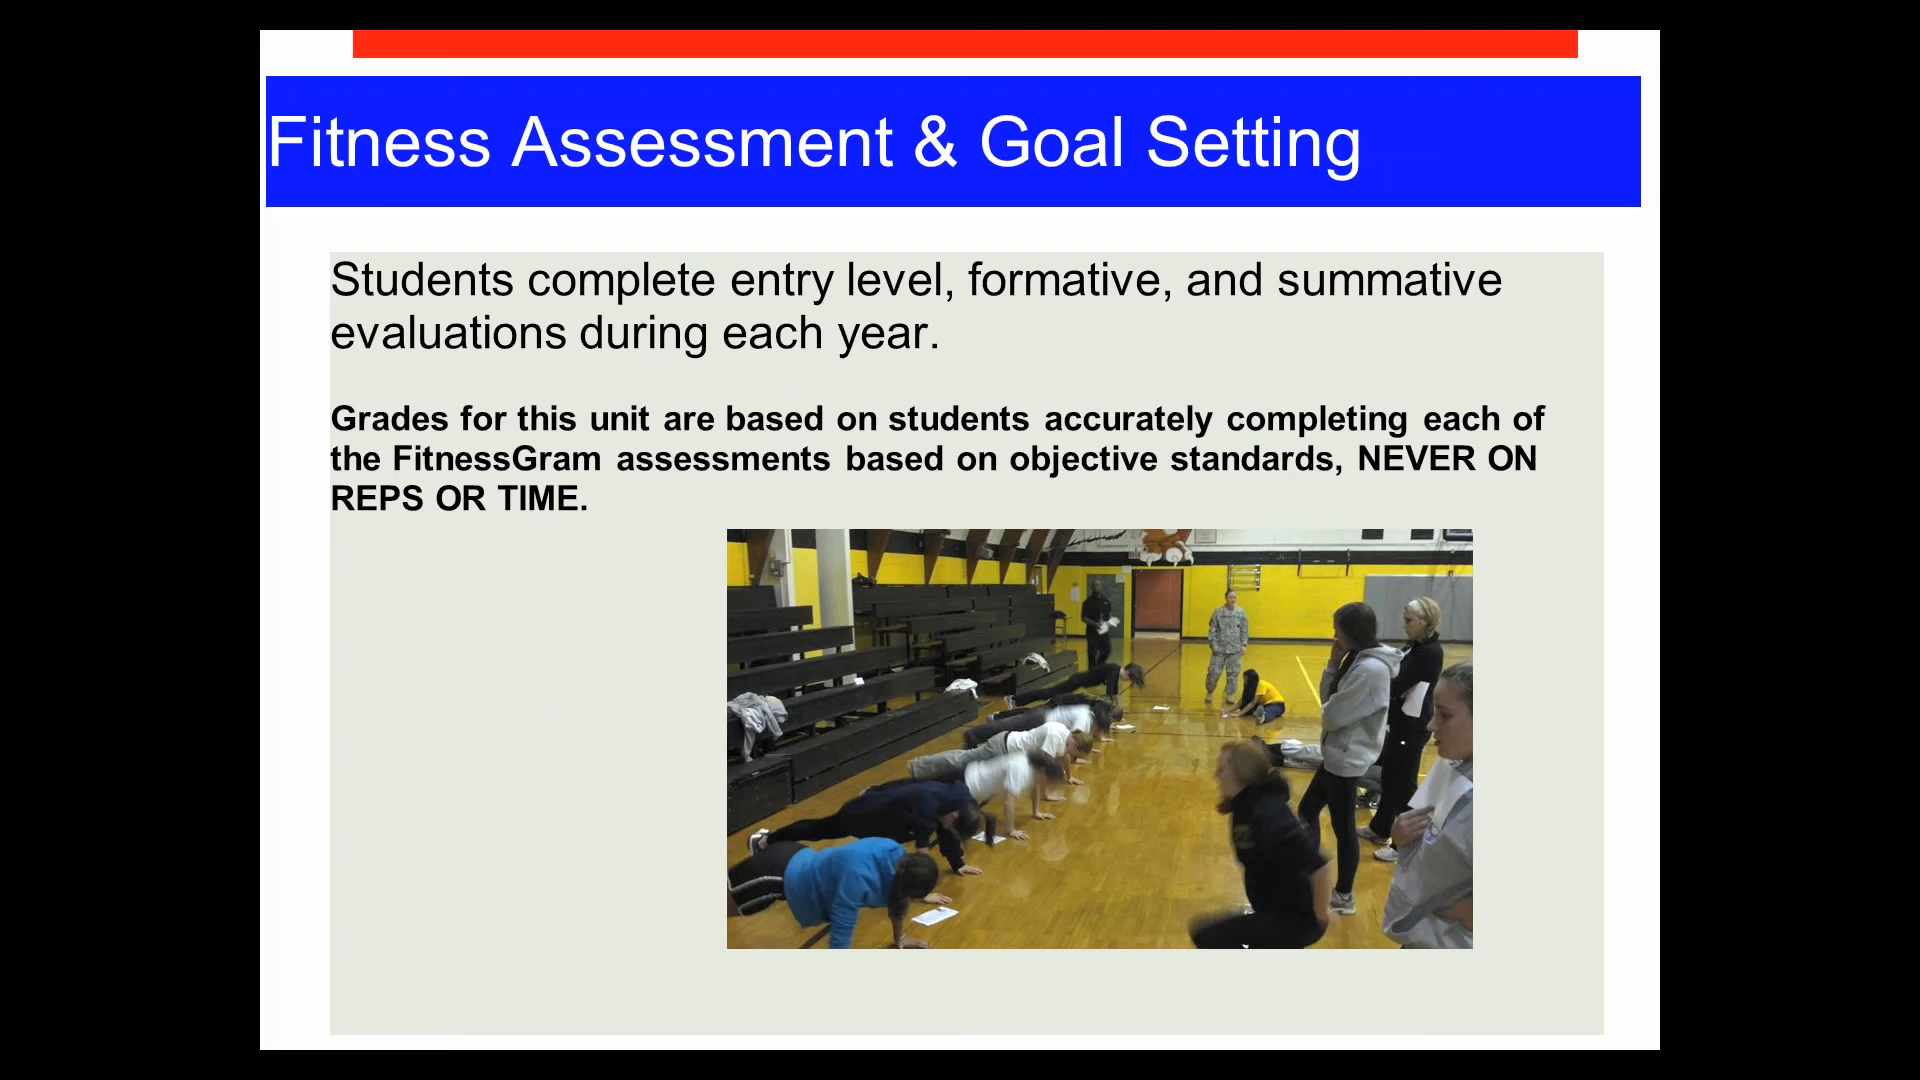 Fitness Assessment & Goal Setting
Students complete entry level, formative, and summative
evaluations during each year.
Grades for this unit are based on students accurately completing each of
the FitnessGram assessments based on objective standards, NEVER ON
REPS OR TIME.